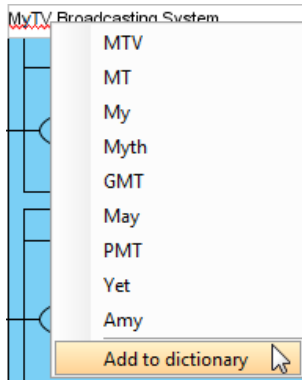 MyTV Broadcasting System
MTV
MT
My
Myth
GMT
May
PMT
Yet
Amy
Add to dictionary